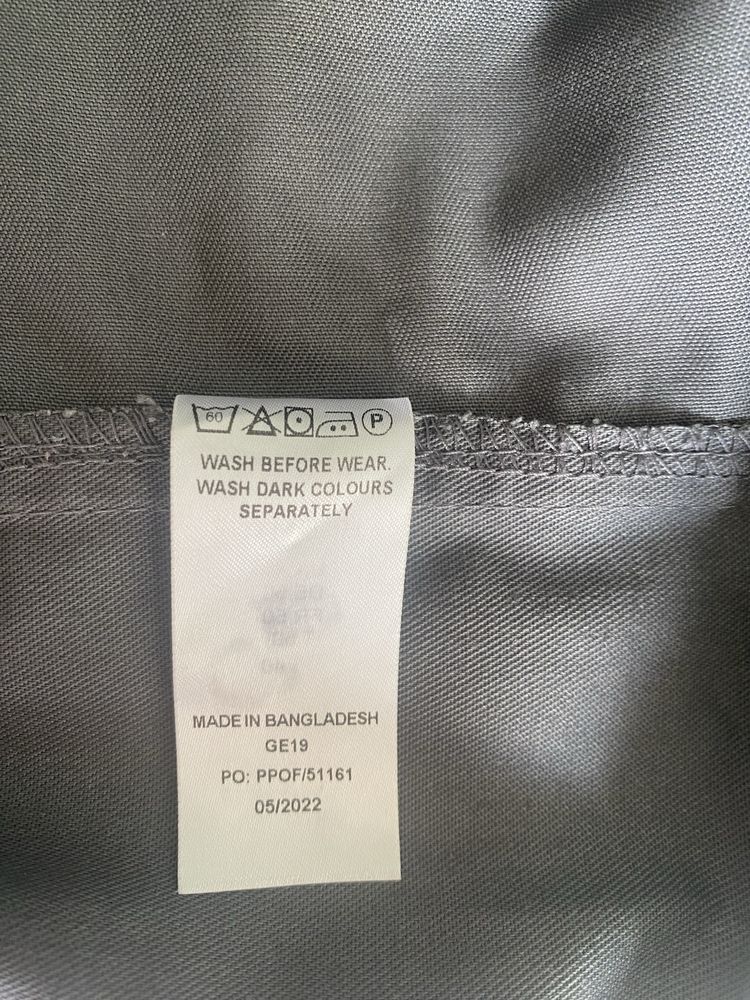 60 P
WASH BEFORE WEAR.
WASH DARK COLOURS
SEPARATELY
MADE IN BANGLADESH
GE19
PO: PPOF/51161
05/2022